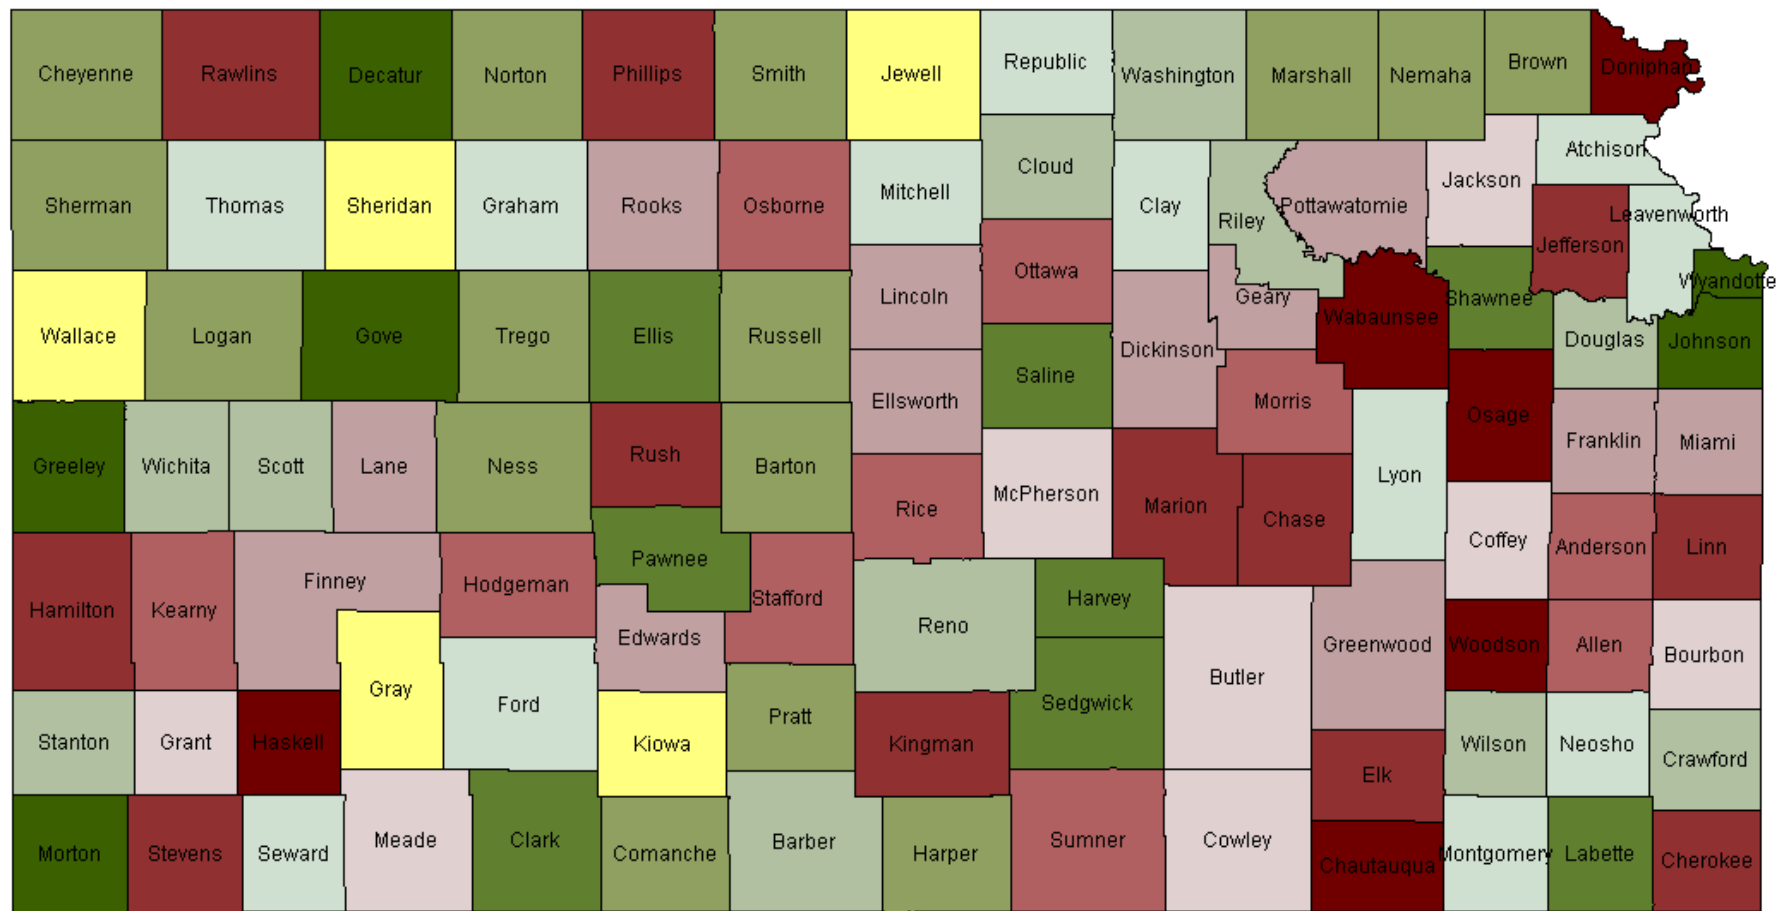 Cheyenne
Rawlins
Decatur
Norton
Phillips
Smith
Jewell
Republic
Washington
Marshall
Nemaha
Brown
Doniphan
Sherman
Thomas
Sheridan
Graham
Rooks
Osborne
Mitchell
Cloud
Clay
Riley
Pottawatomie
Jackson
Atchison
Jefferson
Leavenworth
Wyandotte
Wallace
Logan
Gove
Trego
Ellis
Russell
Lincoln
Ottawa
Saline
Dickinson
Geary
Wabaunsee
Shawnee
Douglas
Johnson
Greeley
Wichita
Scott
Lane
Ness
Rush
Barton
Ellsworth
Rice
McPherson
Marion
Morris
Chase
Lyon
Osage
Franklin
Miami
Hamilton
Kearny
Finney
Hodgeman
Pawnee
Stafford
Edwards
Reno
Harvey
Butler
Greenwood
Coffey
Anderson
Linn
Woodson
Allen
Bourbon
Stanton
Grant
Haskell
Gray
Ford
Kiowa
Pratt
Kingman
Sedgwick
Elk
Wilson
Neosho
Crawford
Morton
Stevens
Seward
Meade
Clark
Comanche
Barber
Harper
Sumner
Cowley
Chautauqua
Montgomery
Labette
Cherokee